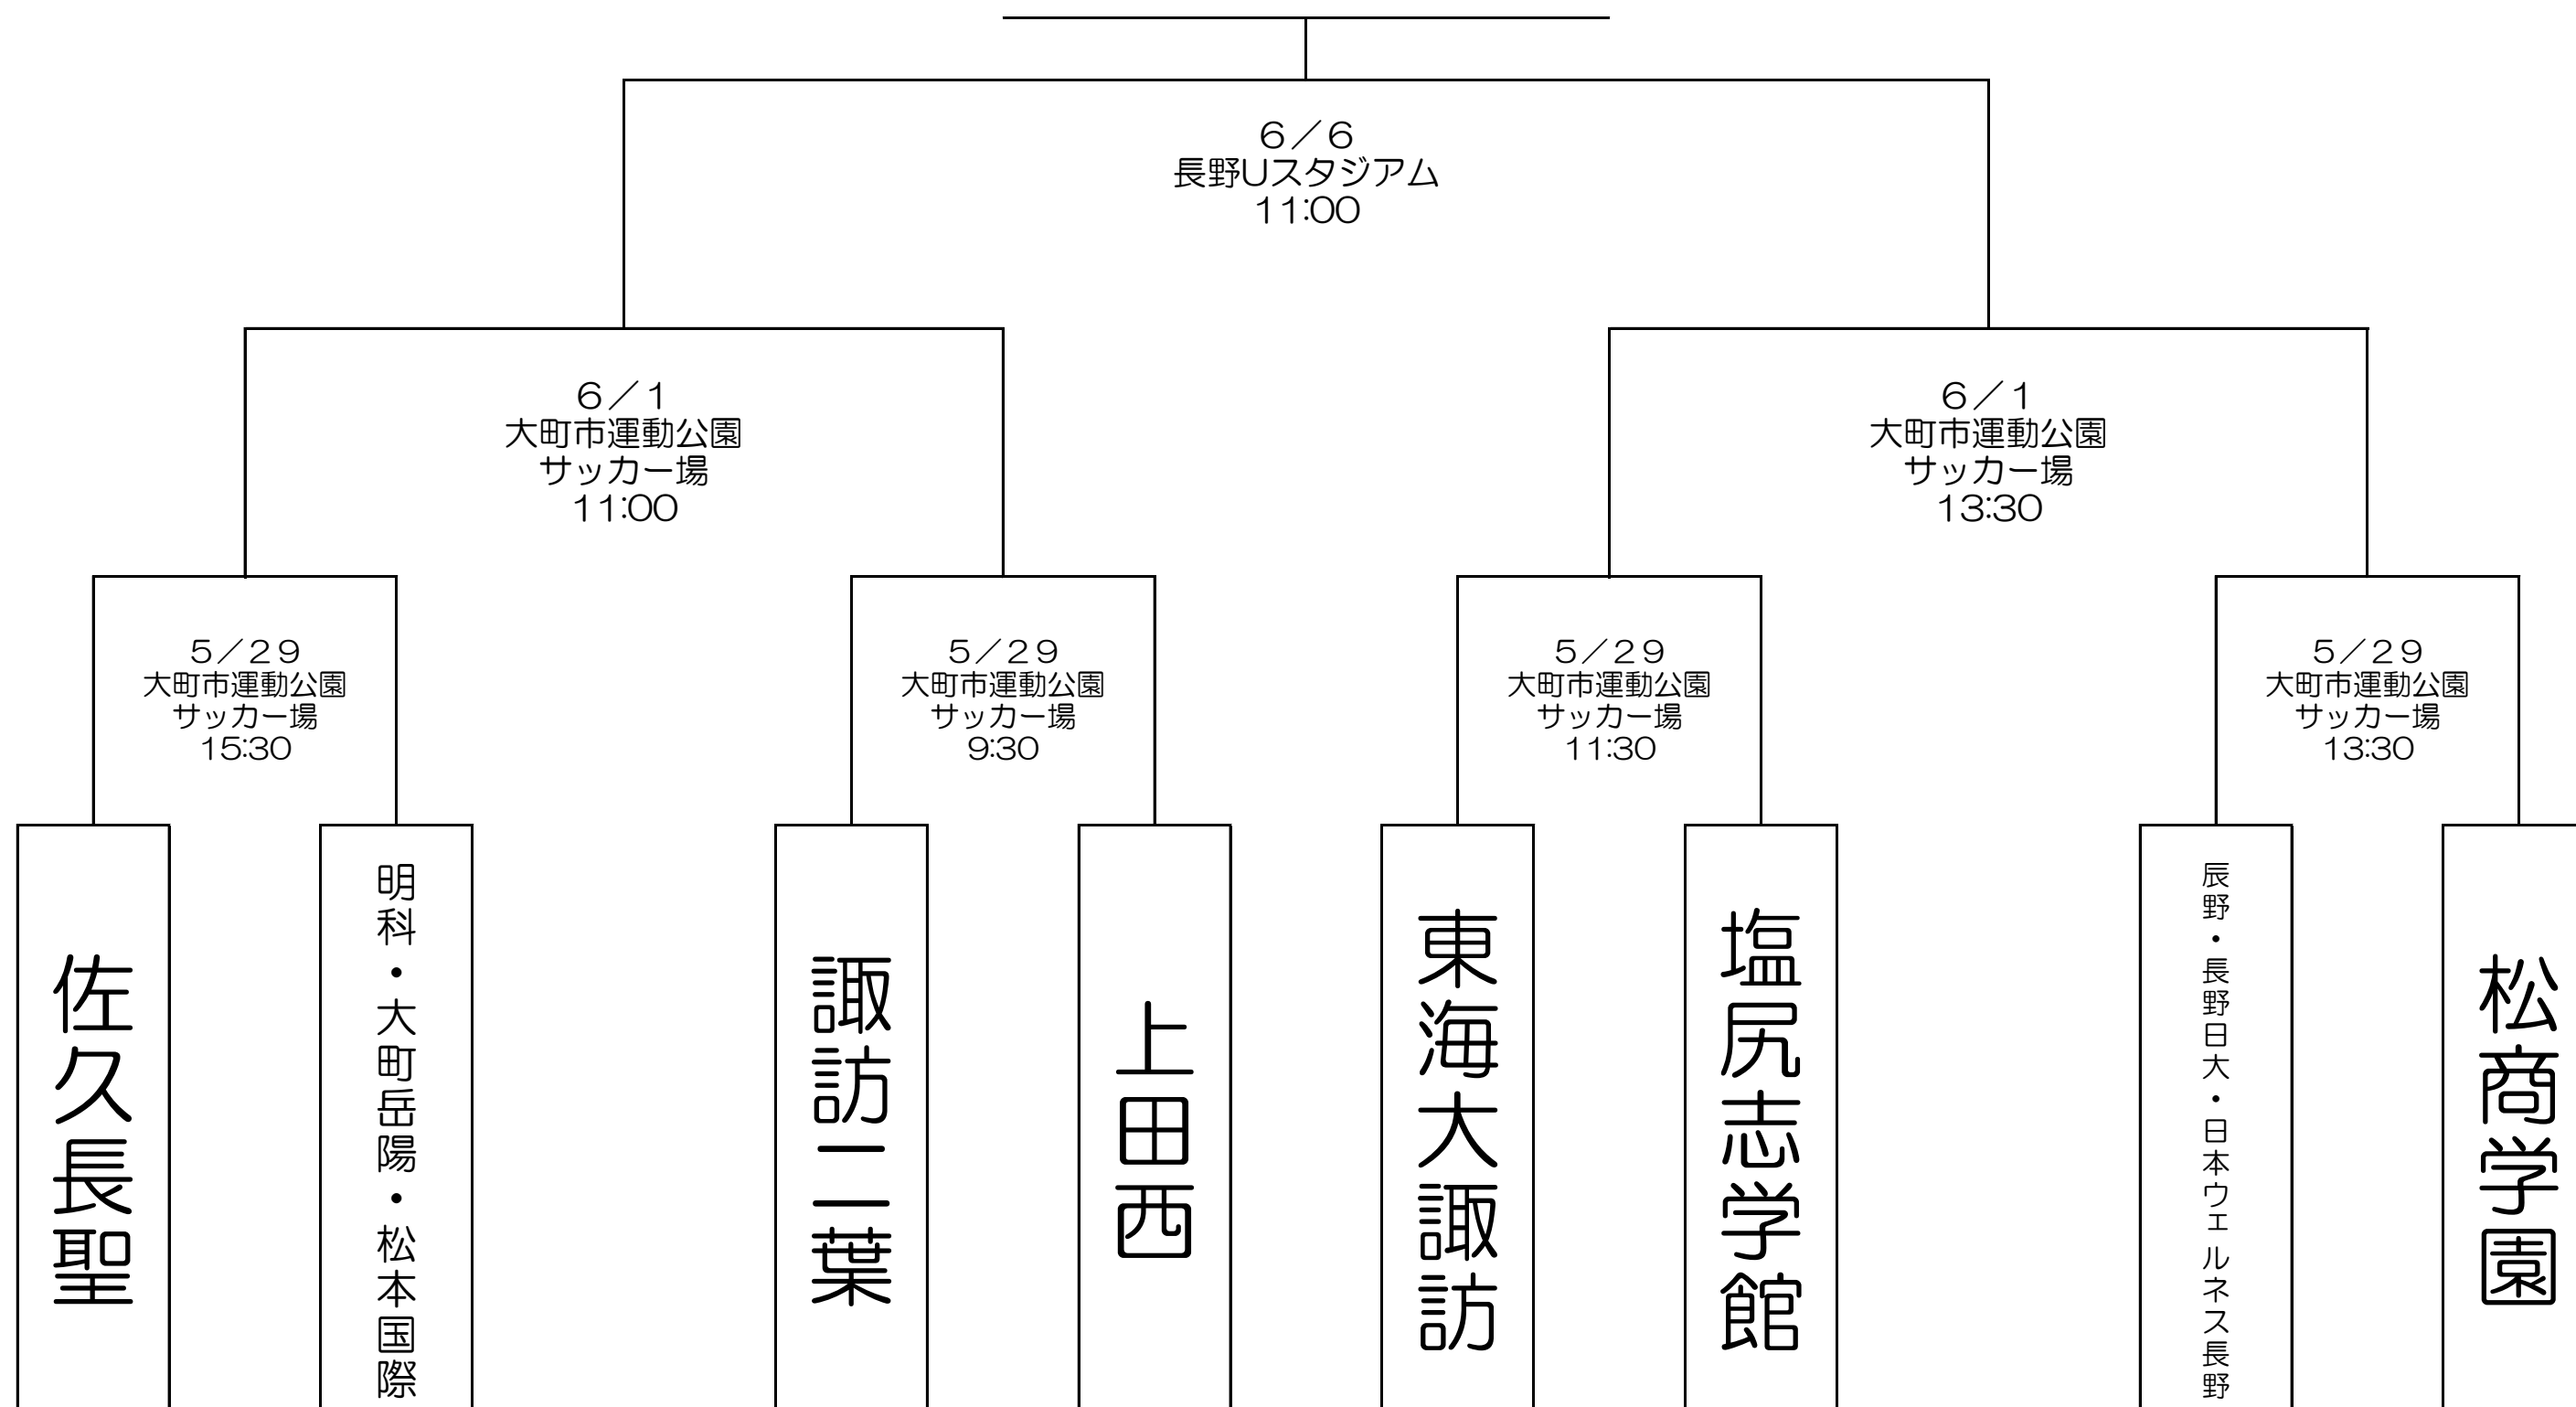 ６／６
長野Uスタジアム
11:00
６／１
大町市運動公園
サッカー場
11:00
６／１
大町市運動公園
サッカー場
13:30
５／２９
大町市運動公園
サッカー場
15:30
５／２９
大町市運動公園
サッカー場
9:30
５／２９
大町市運動公園
サッカー場
11:30
５／２９
大町市運動公園
サッカー場
13:30
佐久長聖
明科・大町岳陽・松本国際
諏訪二葉
上田西
東海大諏訪
塩尻志学館
辰野・長野日大・日本ウェルネス長野
松商学園